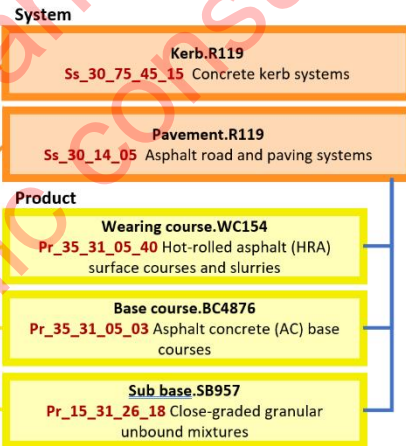 System
Kerb.R119
Ss_30_75_45_15 Concrete kerb systems
Pavement.R119
Ss_30_14_05 Asphalt road and paving systems
Product
Wearing course.WC154
Pr_35_31_05_40 Hot-rolled asphalt (HRA)
surface courses and slurries
Base course.BC4876
Pr_35_31_05_03 Asphalt concrete (AC) base
courses
Sub base.SB957
Pr_15_31_26_18 Close-graded granular
unbound mixtures